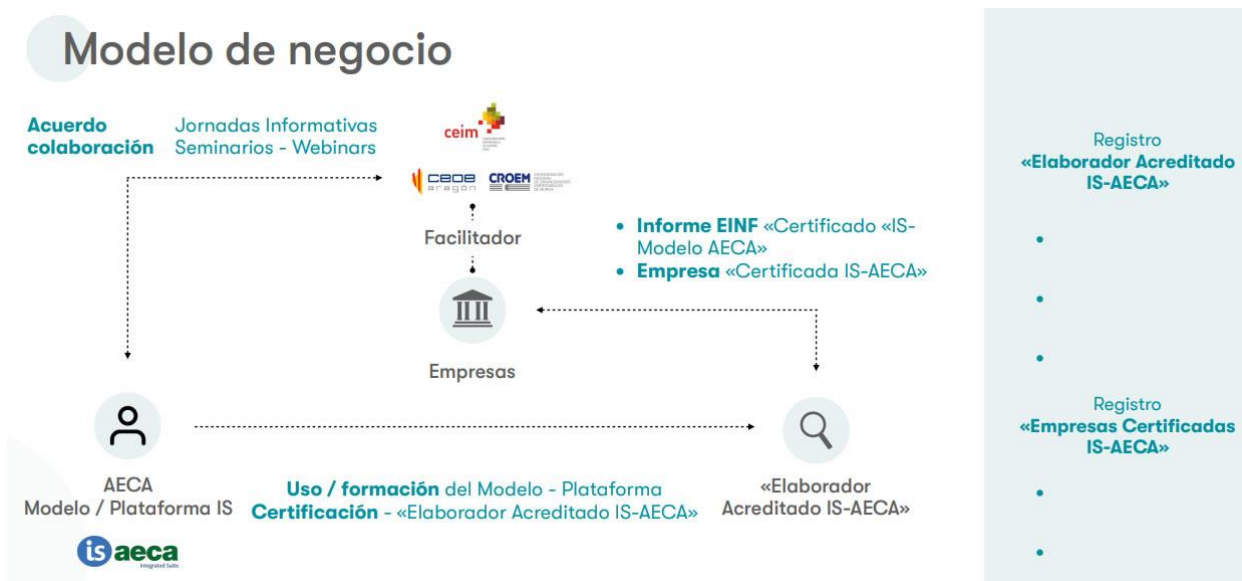 Modelo de negocio
Acuerdo
colaboración
Jornadas Informativas
Seminarios - Webinars
ceim
ceoe
aragón
CROEM
Facilitador
• Informe EINF «Certificado «IS-
Modelo AECA»
• Empresa «Certificada IS-AECA»
Empresas
AECA
Modelo / Plataforma IS
is aeca
Integrated Suite
Uso / formación del Modelo - Plataforma
Certificación - «Elaborador Acreditado IS-AECA»
«Elaborador
Acreditado IS-AECA»
Registro
«Elaborador Acreditado
IS-AECA»
•
•
•
Registro
«Empresas Certificadas
IS-AECA»
•
•